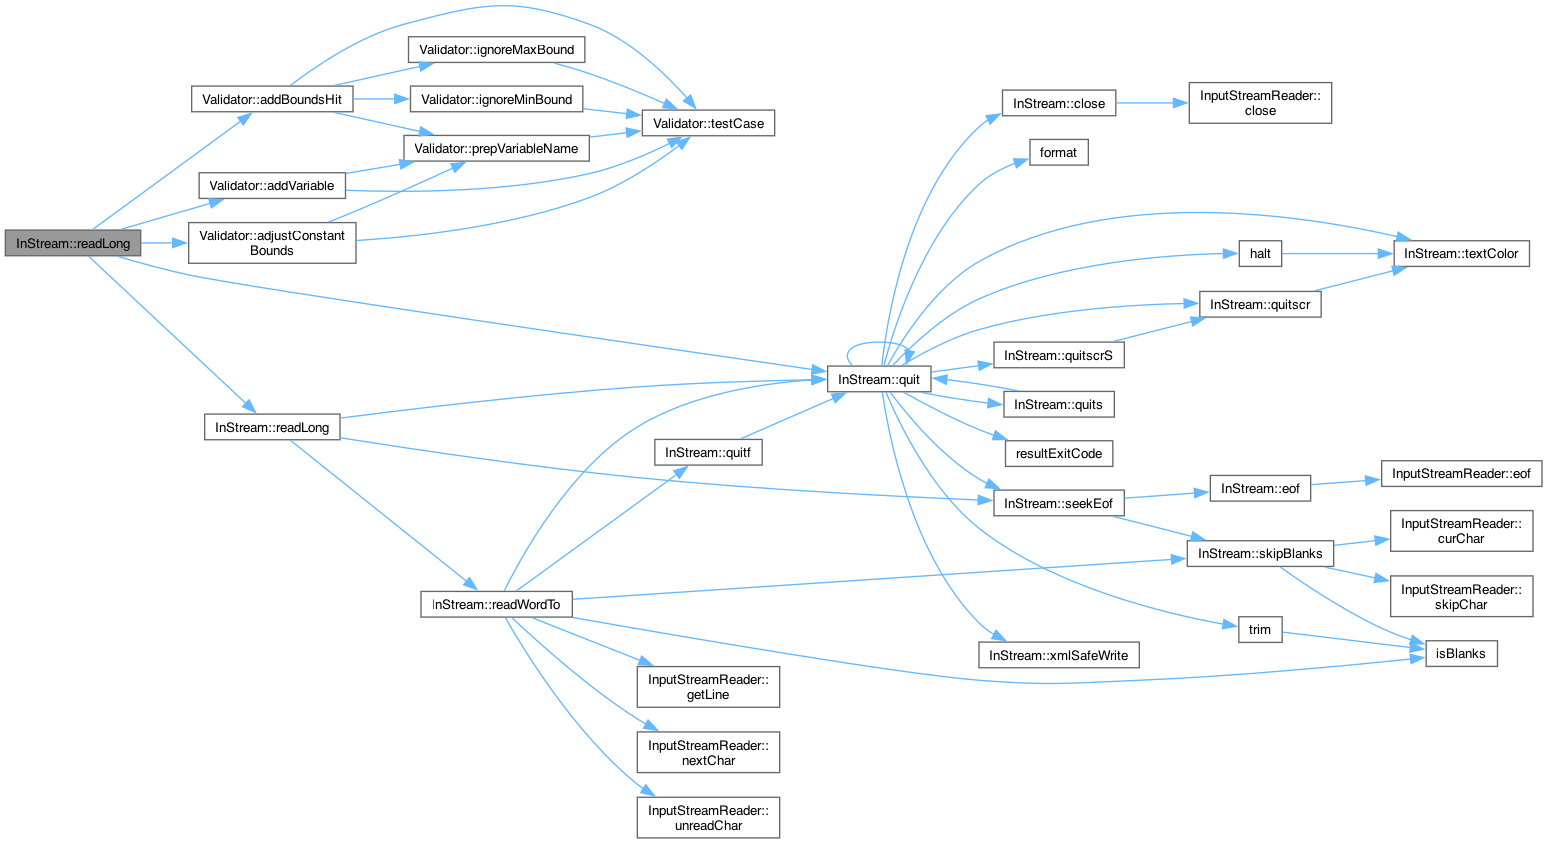 InStream::readLong
Validator::addBoundsHit
Validator::addVariable
Validator::adjustConstant
Bounds
InStream::readLong
Validator::ignoreMaxBound
Validator::ignoreMinBound
Validator::prepVariableName
Validator::testCase
InStream::quit
InStream::quitf
InStream::readWordTo
InputStreamReader::
getLine
InputStreamReader::
nextChar
InputStreamReader::
unreadChar
InStream::close
InputStreamReader::
close
format
InStream::textColor
halt
InStream::quitscr
InStream::quitscrS
InStream::quits
resultExitCode
InStream::seekEof
InStream::eof
InputStreamReader::eof
InStream::skipBlanks
InputStreamReader::
curChar
InputStreamReader::
skipChar
trim
isBlanks
InStream::xmlSafeWrite